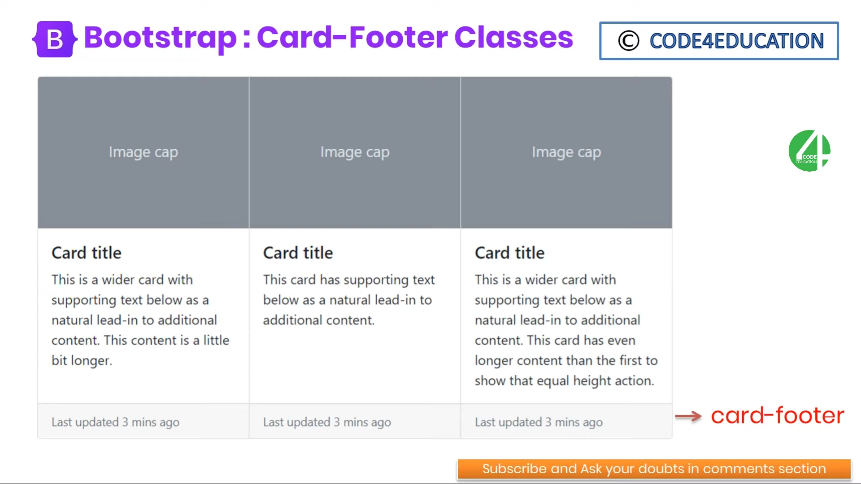 B Bootstrap : Card-Footer Classes
© CODE4EDUCATION
Image cap
Image cap
Image cap
4
CODE
Card title
This is a wider card with
supporting text below as a
natural lead-in to additional
content. This content is a little
bit longer.
Card title
This card has supporting text
below as a natural lead-in to
additional content.
Card title
This is a wider card with
supporting text below as a
natural lead-in to additional
content. This card has even
longer content than the first to
show that equal height action.
Last updated 3 mins ago
Last updated 3 mins ago
Last updated 3 mins ago
card-footer
Subscribe and Ask your doubts in comments section